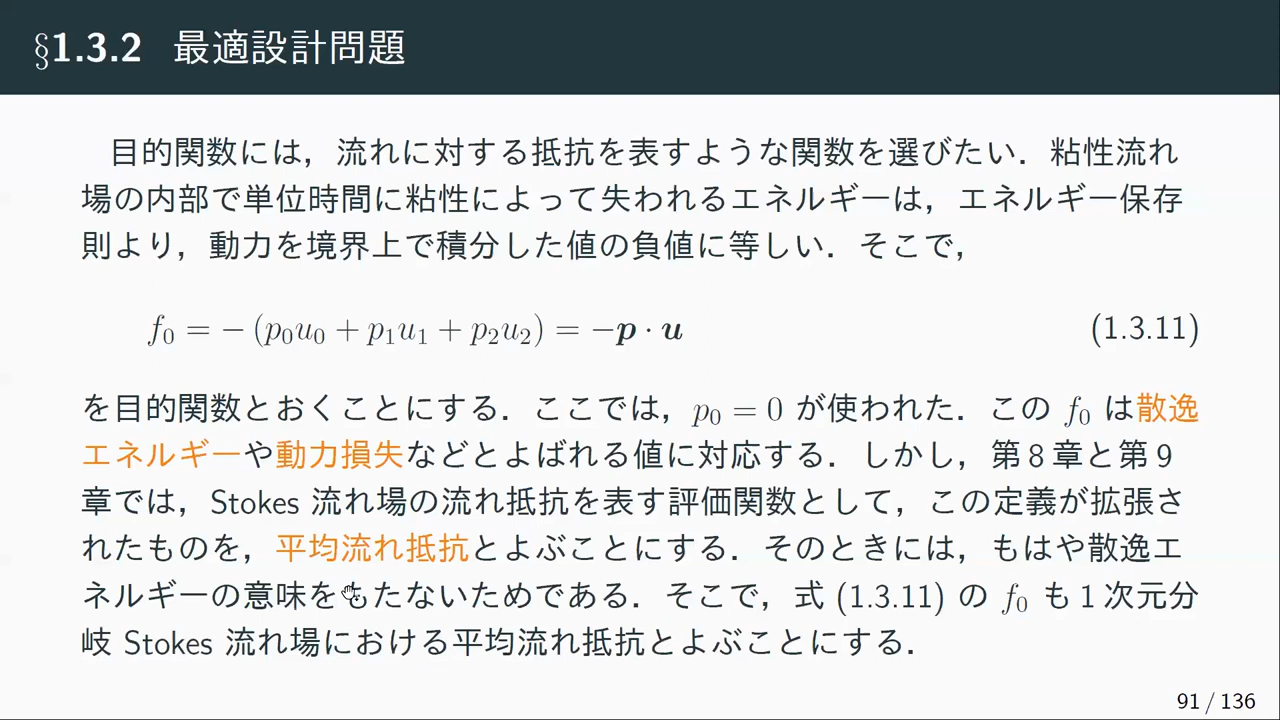 §1.3.2 最適設計問題
目的関数には，流れに対する抵抗を表すような関数を選びたい．粘性流れ
場の内部で単位時間に粘性によって失われるエネルギーは，エネルギー保存
則より，動力を境界上で積分した値の負値に等しい．そこで，
f₀ = − (p₀u₀ + p₁u₁ + p₂u₂) = −p · u (1.3.11)
を目的関数とおくことにする．ここでは，p₀ = 0 が使われた．この f₀ は散逸
エネルギーや動力損失などとよばれる値に対応する．しかし，第 8 章と第 9
章では，Stokes 流れ場の流れ抵抗を表す評価関数として，この定義が拡張さ
れたものを，平均流れ抵抗とよぶことにする．そのときには，もはや散逸エ
ネルギーの意味をもたないためである．そこで，式 (1.3.11) の f₀ も 1 次元分
岐 Stokes 流れ場における平均流れ抵抗とよぶことにする．
91 / 136